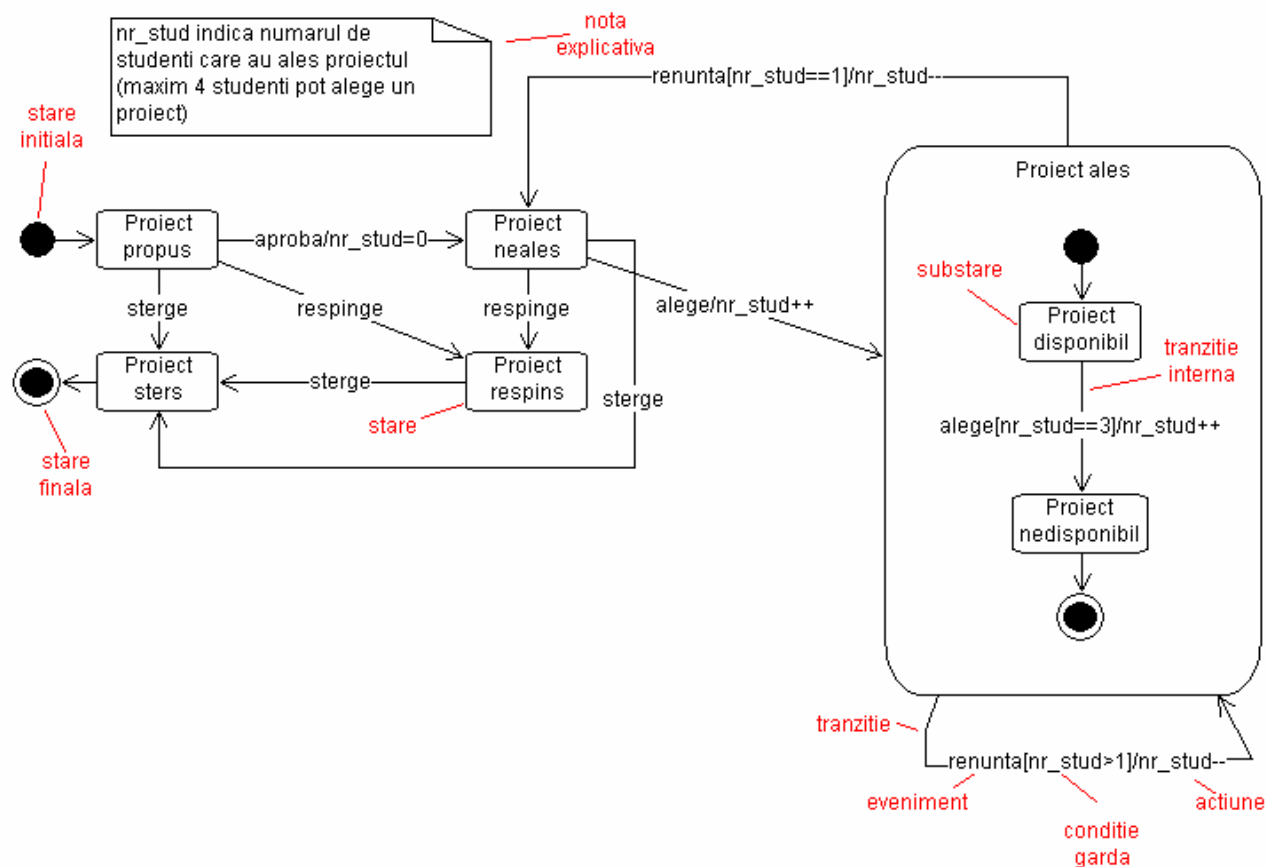 nr_stud indica numarul de
studenti care au ales proiectul
(maxim 4 studenti pot alege un
proiect)
nota
explicativa
renunta[nr_stud==1]/nr_stud--
stare
initiala
Proiect ales
Proiect
propus
aproba/nr_stud=0
Proiect
neales
substare
sterge
respinge
respinge
alege/nr_stud++
Proiect
disponibil
tranzitie
interna
Proiect
sters
sterge
Proiect
respins
sterge
stare
alege[nr_stud==3]/nr_stud++
stare
finala
Proiect
nedisponibil
tranzitie
renunta[nr_stud>1]/nr_stud--
eveniment
actiune
conditie
garda